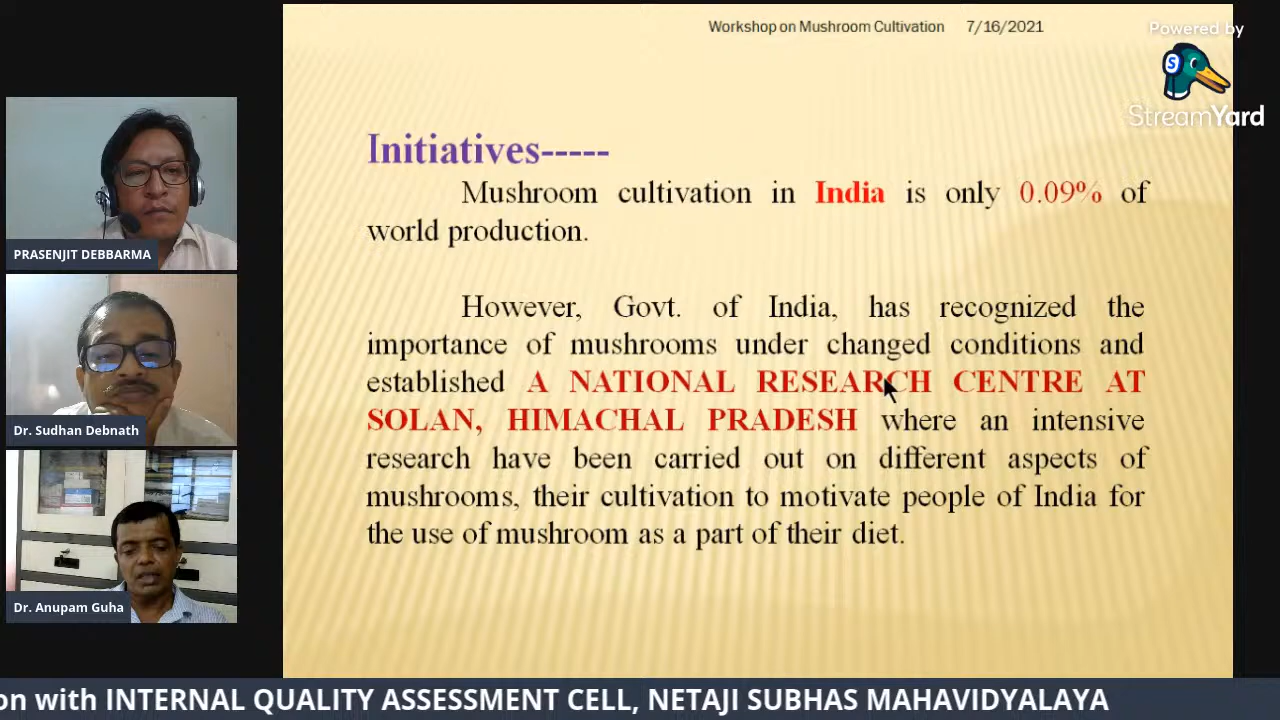 Workshop on Mushroom Cultivation 7/16/2021
Powered by
S
StreamYard
Initiatives-----
Mushroom cultivation in India is only 0.09% of
world production.
However, Govt. of India, has recognized the
importance of mushrooms under changed conditions and
established A NATIONAL RESEARCH CENTRE AT
SOLAN, HIMACHAL PRADESH where an intensive
research have been carried out on different aspects of
mushrooms, their cultivation to motivate people of India for
the use of mushroom as a part of their diet.
PRASENJIT DEBBARMA
Dr. Sudhan Debnath
Dr. Anupam Guha
on with INTERNAL QUALITY ASSESSMENT CELL, NETAJI SUBHAS MAHAVIDYALAYA